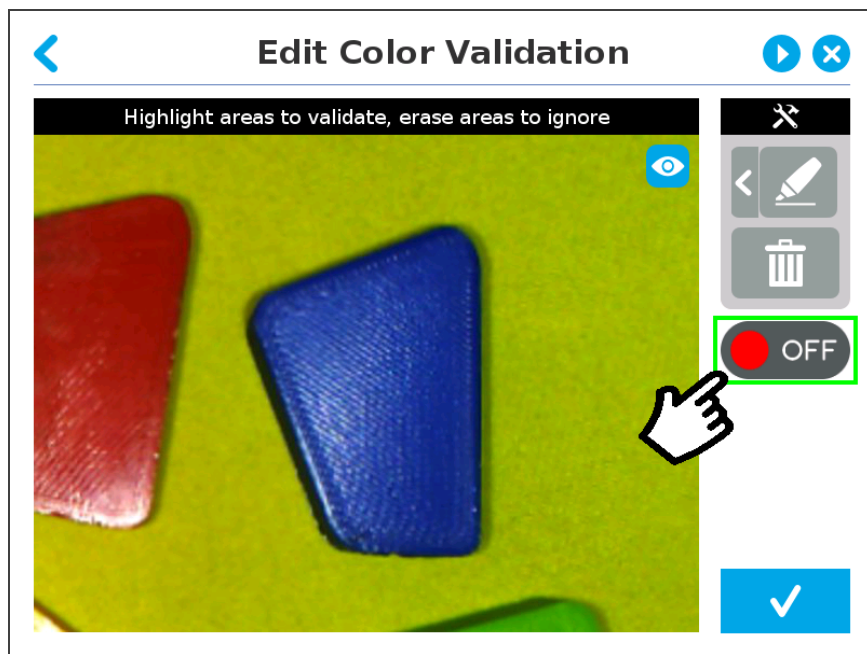 Edit Color Validation
Highlight areas to validate, erase areas to ignore
OFF